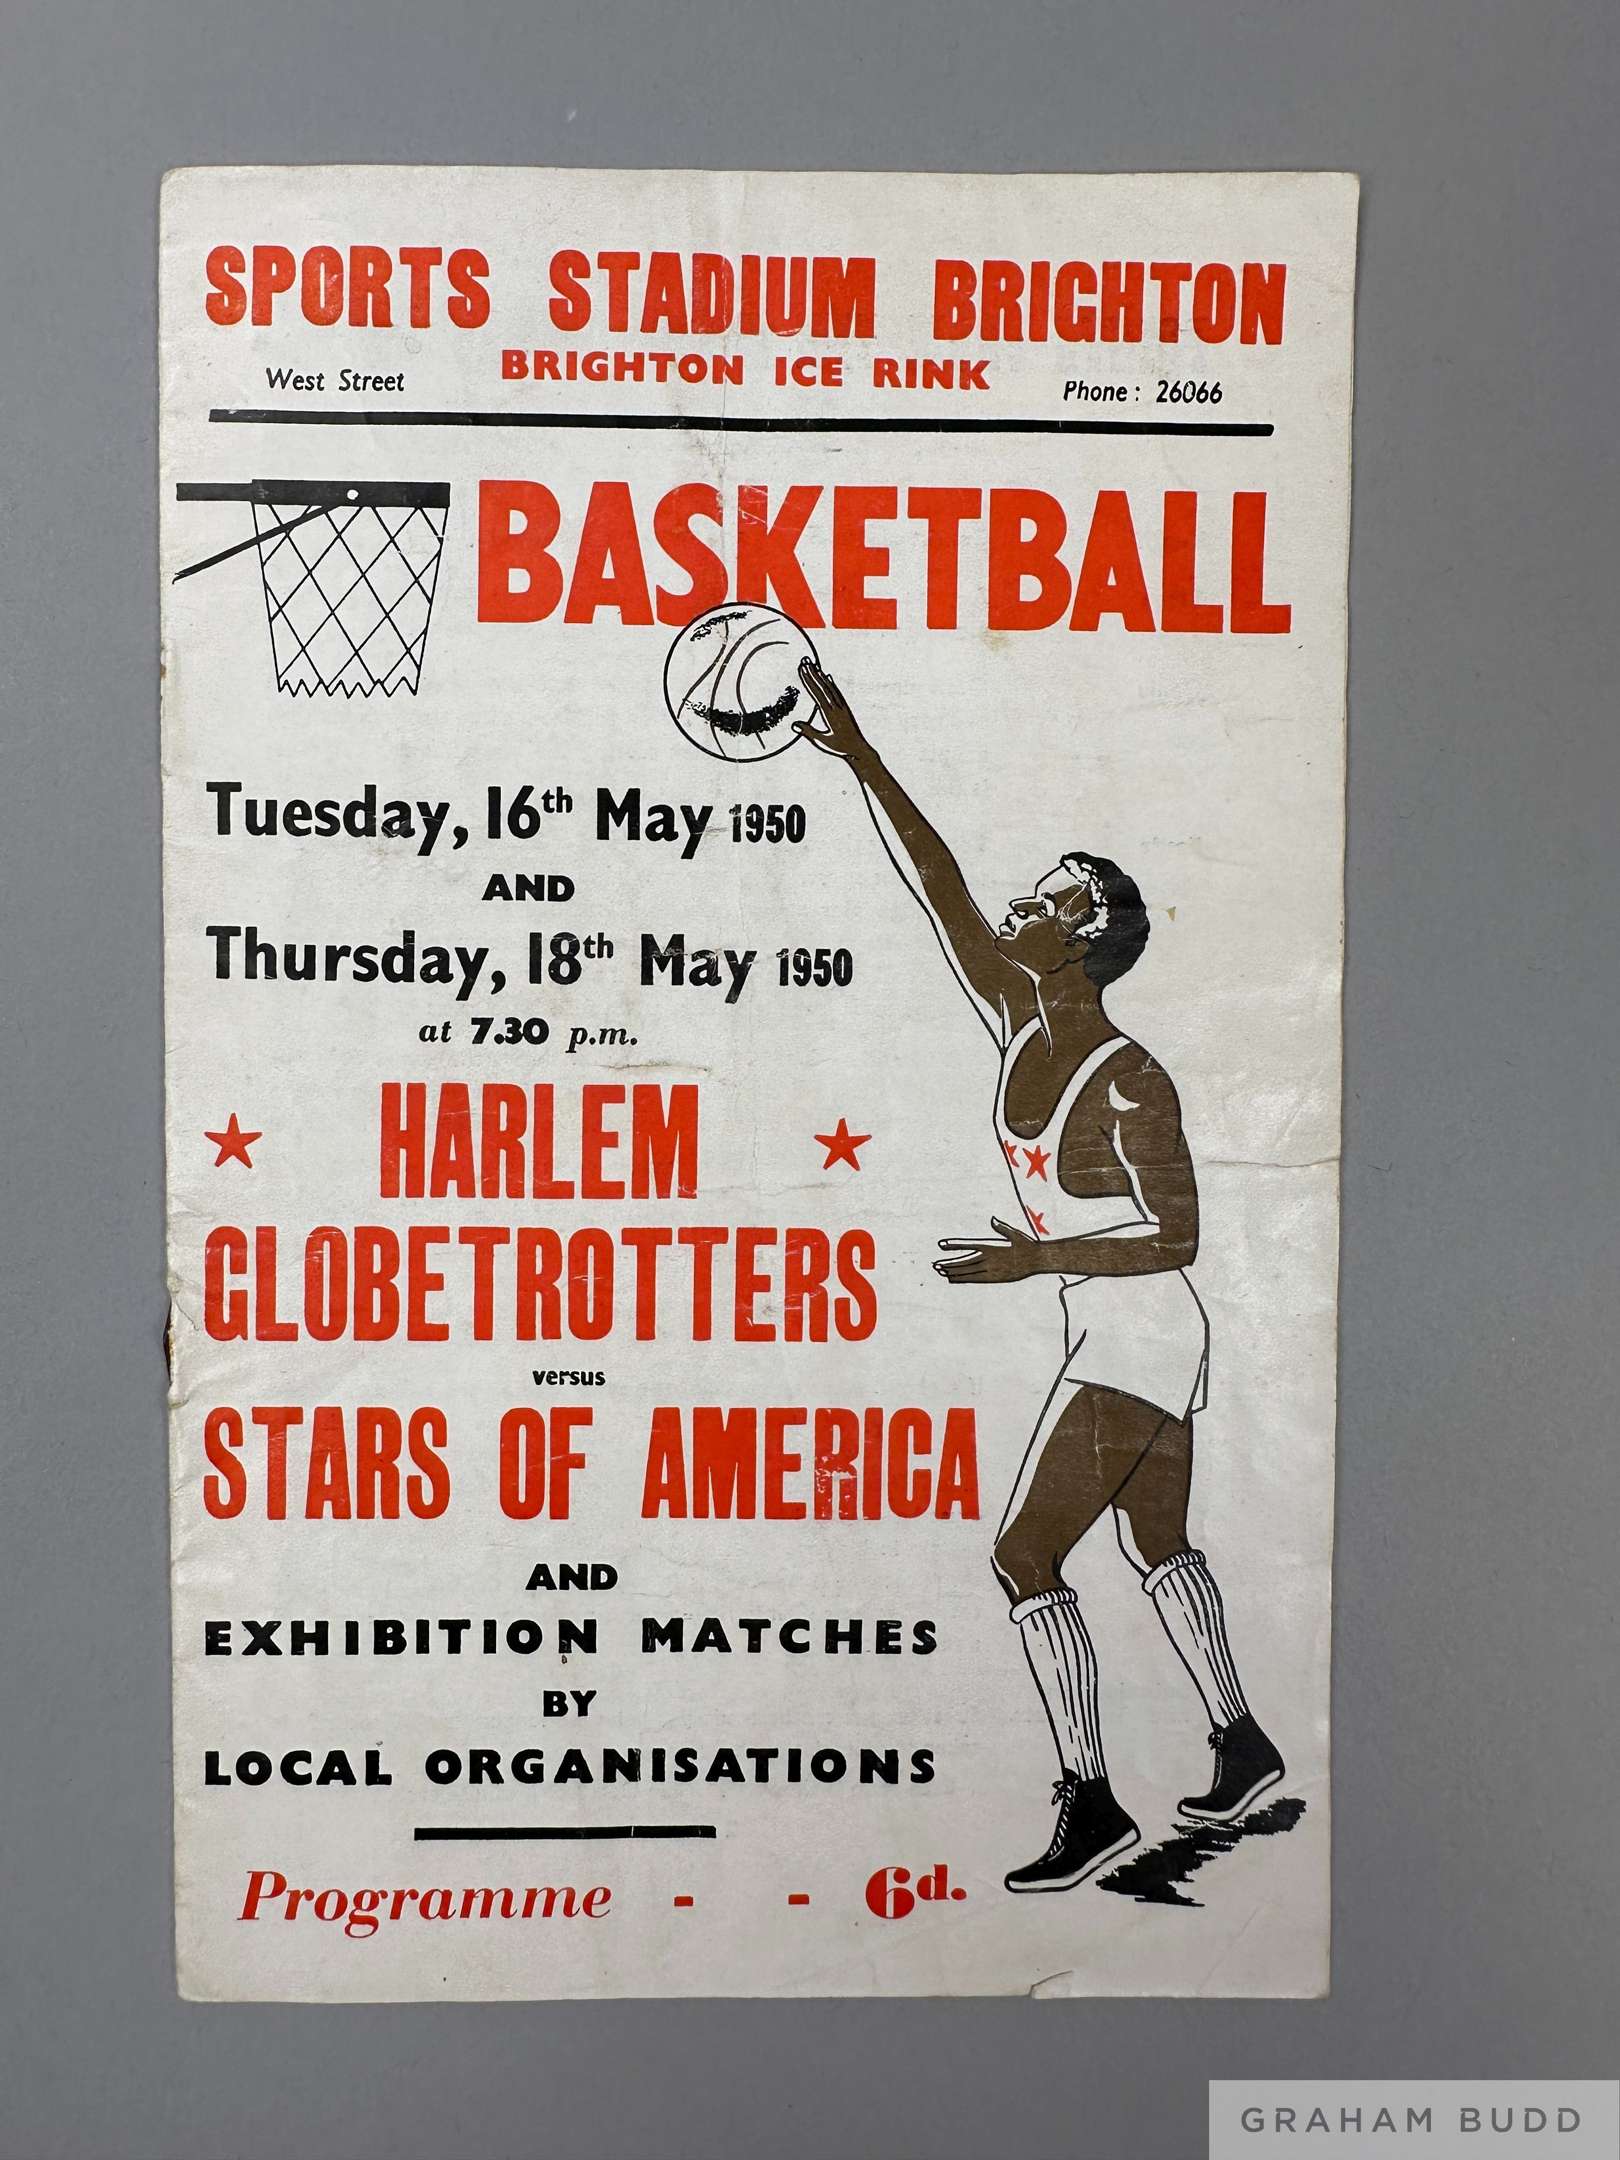 SPORTS STADIUM BRIGHTON
BRIGHTON ICE RINK
West Street
Phone: 26066
BASKETBALL
Tuesday, 16th May 1950
AND
Thursday, 18th May 1950
at 7.30 p.m.
HARLEM
GLOBETROTTERS
versus
STARS OF AMERICA
AND
EXHIBITION MATCHES
BY
LOCAL ORGANISATIONS
Programme - - 6d.
GRAHAM BUDD